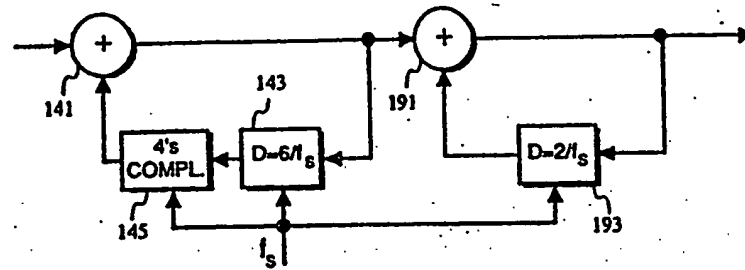 +
+
141
191
143
4's
COMPL.
D=6/fs
D=2/fs
145
193
fs